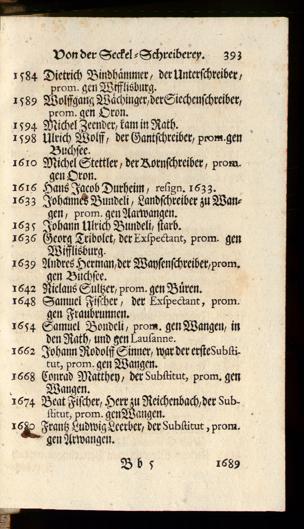 Von der Seckel-Schreiberey. 393
1584 Dietrich Bindhämmer, der Unterschreiber,
prom. gen Wifflisburg.
1589 Wolffgang Wächinger, der Siechenschreiber,
prom. gen Oron.
1594 Michel Zeender, kam in Rath.
1598 Ulrich Wolff, der Gantschreiber, prom. gen
Buchsee.
1610 Michel Stettler, der Kornschreiber, prom.
gen Oron.
1616 Hans Jacob Durheim, resign. 1633.
1633 Johannes Bundeli, Landschreiber zu Wan-
gen, prom. gen Aarwangen.
1635 Johann Ulrich Bundeli, starb.
1636 Georg Tridolet, der Exspectant, prom. gen
Wifflisburg.
1639 Andres Herman, der Waysenschreiber, prom.
gen Buchsee.
1642 Niclaus Sultzer, prom. gen Büren.
1648 Samuel Fischer, der Exspectant, prom.
gen Fraubrunnen.
1654 Samuel Bondeli, prom. gen Wangen, in
den Rath, und gen Lausanne.
1662 Johann Rodolff Sinner, war der erste Substi-
tut, prom. gen Wangen.
1668 Conrad Matthey, der Substitut, prom. gen
Wangen.
1674 Beat Fischer, Herr zu Reichenbach, der Sub-
stitut, prom. gen Wangen.
1680 Frantz Ludwig Leerber, der Substitut, prom.
gen Arwangen.
B b 5 1689